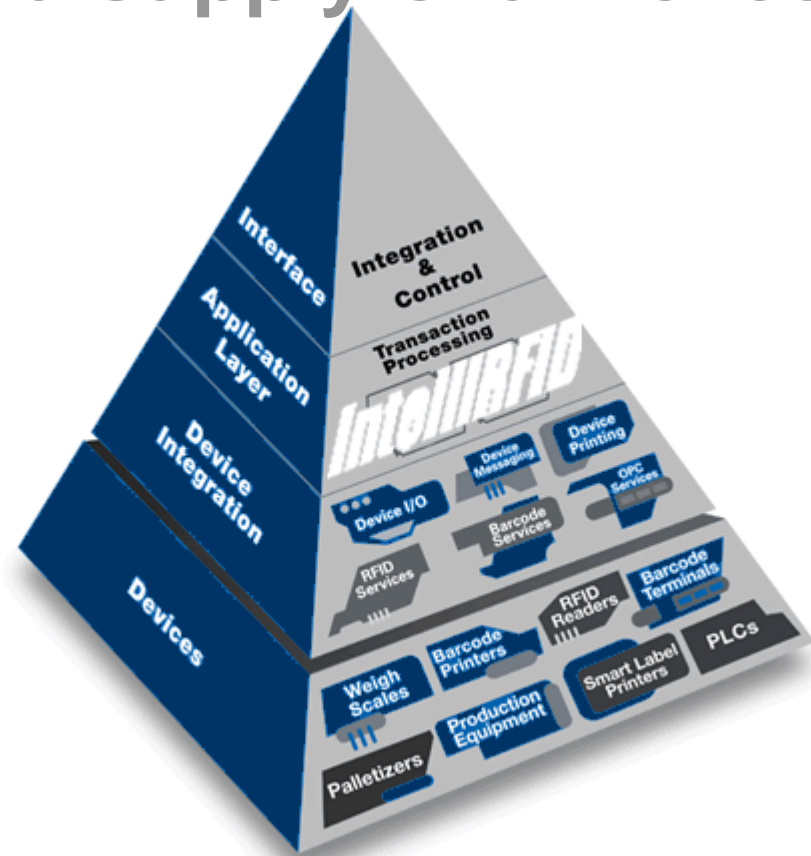 Interface
Integration
&
Control
Application
Layer
Transaction
Processing
IntelliRFID
Device
Integration
Device I/O
Device
Messaging
Device
Printing
RFID
Services
Barcode
Services
OPC
Services
Devices
Weigh
Scales
Barcode
Printers
RFID
Readers
Barcode
Terminals
Palletizers
Production
Equipment
Smart Label
Printers
PLCs